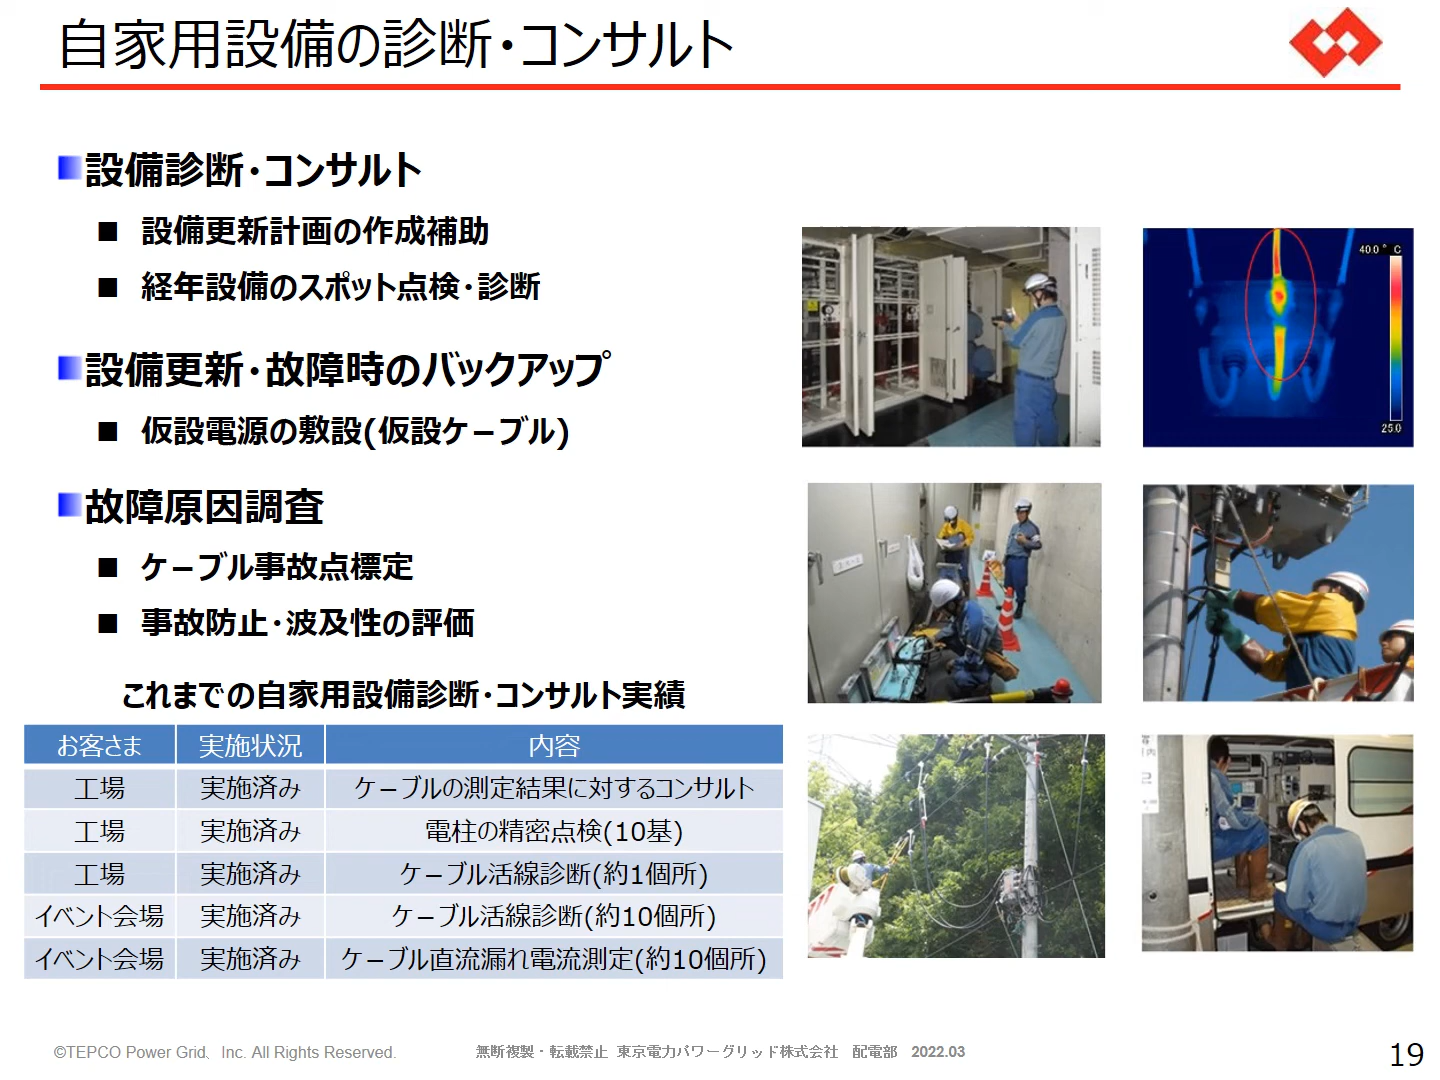 自家用設備の診断・コンサルト
設備診断・コンサルト
設備更新計画の作成補助
経年設備のスポット点検・診断
設備更新・故障時のバックアップ
仮設電源の敷設(仮設ケーブル)
故障原因調査
ケーブル事故点標定
事故防止・波及性の評価
これまでの自家用設備診断・コンサルト実績
お客さま 実施状況 内容
工場 実施済み ケーブルの測定結果に対するコンサルト
工場 実施済み 電柱の精密点検(10基)
工場 実施済み ケーブル活線診断(約1個所)
イベント会場 実施済み ケーブル活線診断(約10個所)
イベント会場 実施済み ケーブル直流漏れ電流測定(約10個所)
40.0 ° C
25.0
©TEPCO Power Grid、Inc. All Rights Reserved.
無断複製・転載禁止 東京電力パワーグリッド株式会社 配電部 2022.03
19